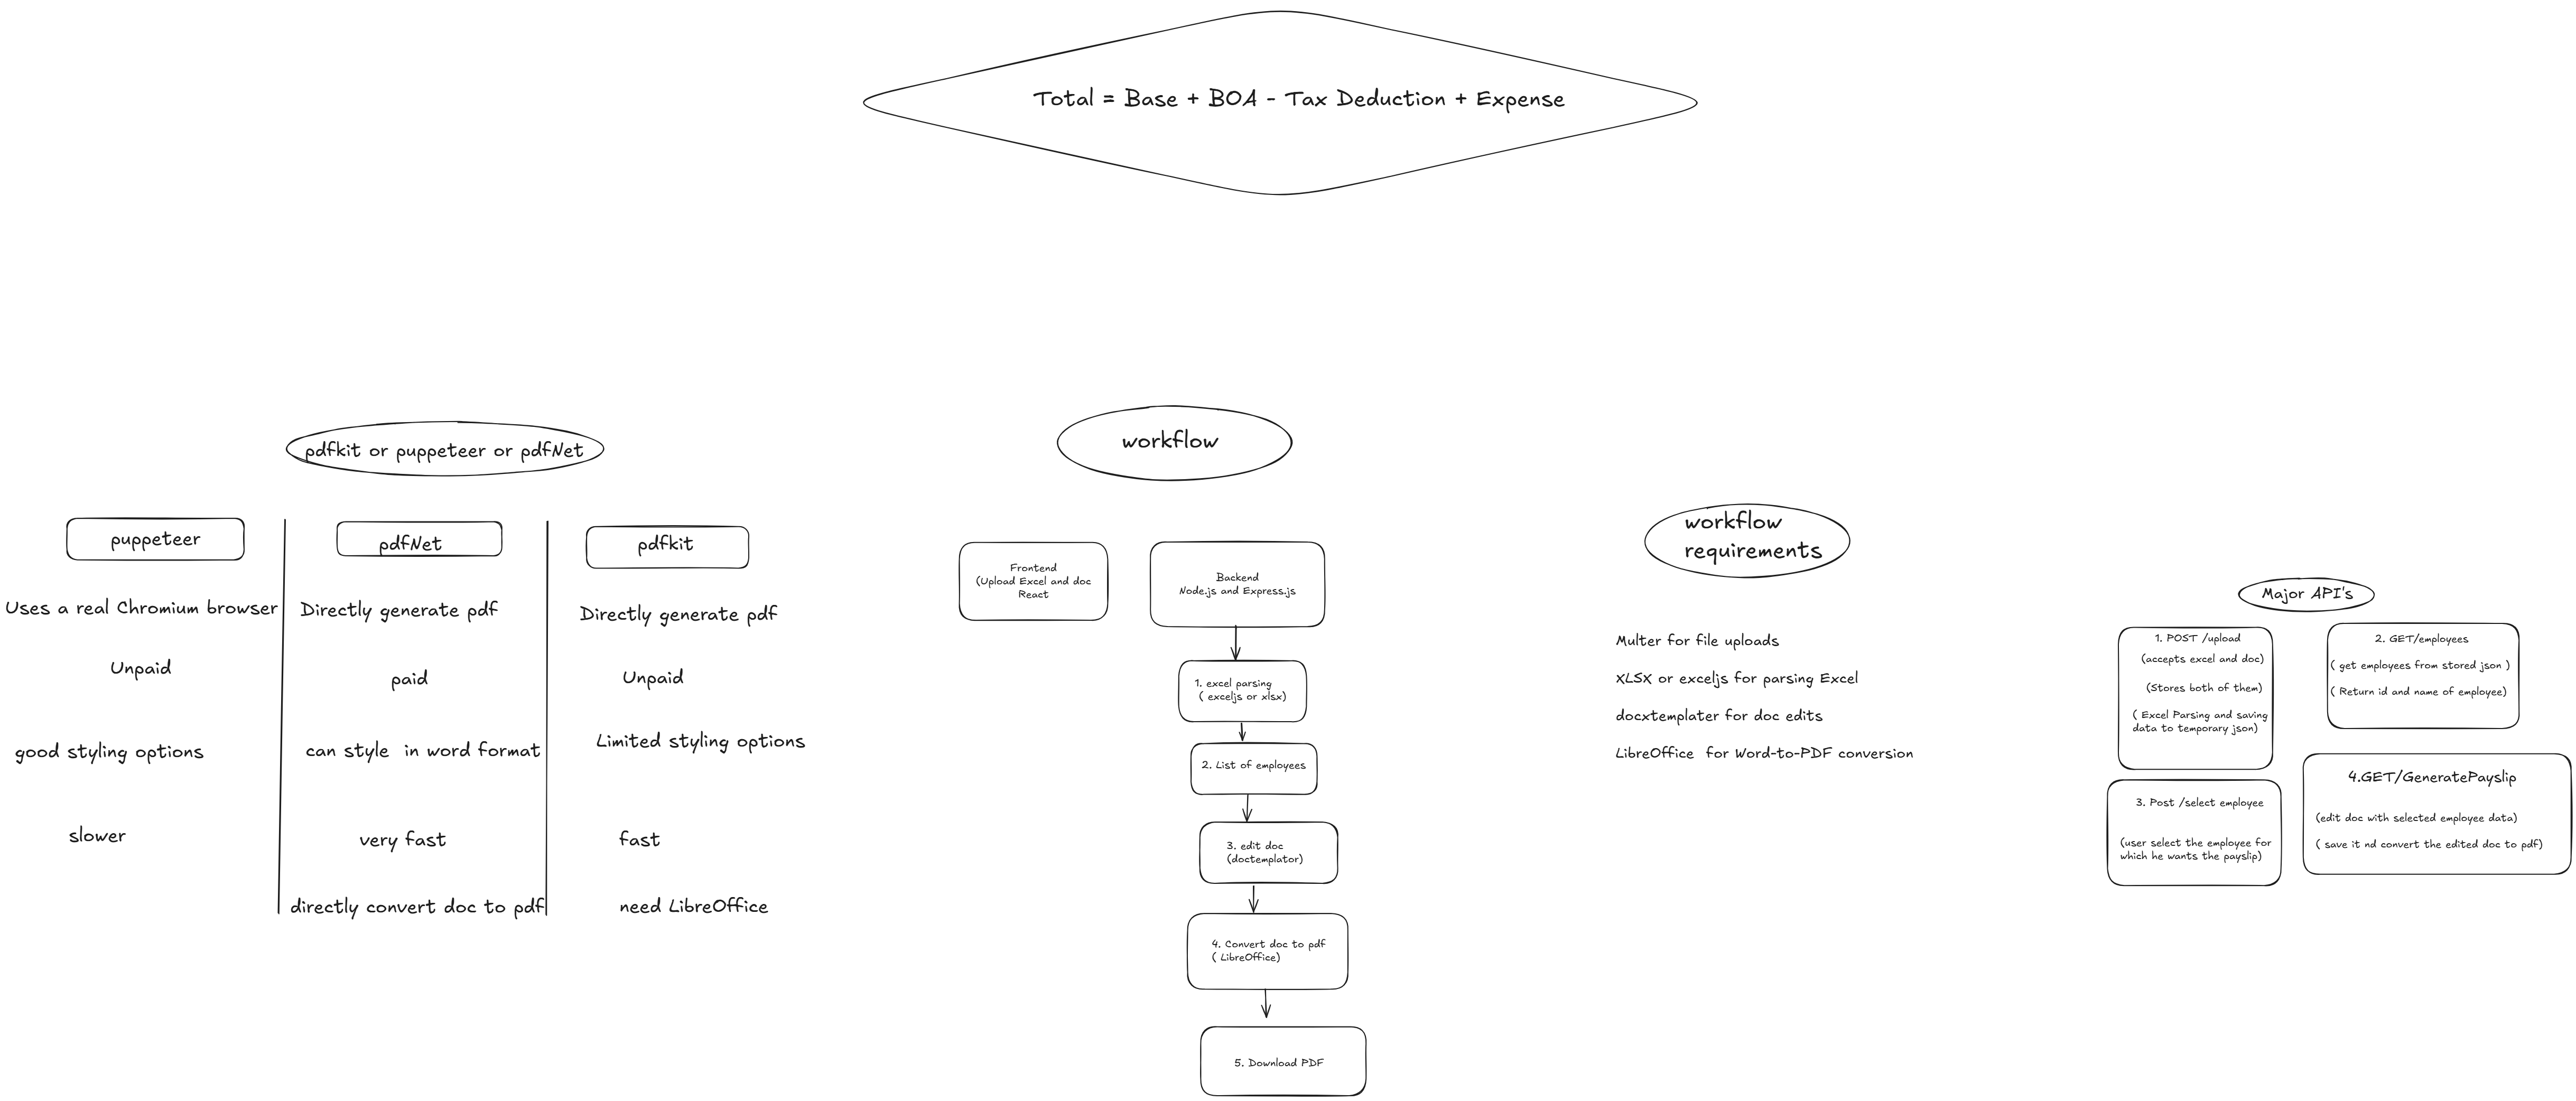 Total = Base + BOA - Tax Deduction + Expense
pdfkit or puppeteer or pdfNet
puppeteer
Uses a real Chromium browser
Unpaid
good styling options
slower
pdfNet
Directly generate pdf
paid
can style in word format
very fast
directly convert doc to pdf
pdfkit
Directly generate pdf
Unpaid
Limited styling options
fast
need LibreOffice
workflow
Frontend
(Upload Excel and doc
React
Backend
Node.js and Express.js
1. excel parsing
( exceljs or xlsx)
2. List of employees
3. edit doc
(doctemplator)
4. Convert doc to pdf
( LibreOffice)
5. Download PDF
workflow
requirements
Multer for file uploads
XLSX or exceljs for parsing Excel
docxtemplater for doc edits
LibreOffice for Word-to-PDF conversion
Major API's
1. POST /upload
(accepts excel and doc)
(Stores both of them)
( Excel Parsing and saving
data to temporary json)
2. GET/employees
( get employees from stored json )
( Return id and name of employee)
3. Post /select employee
(user select the employee for
which he wants the payslip)
4.GET/GeneratePayslip
(edit doc with selected employee data)
( save it nd convert the edited doc to pdf)